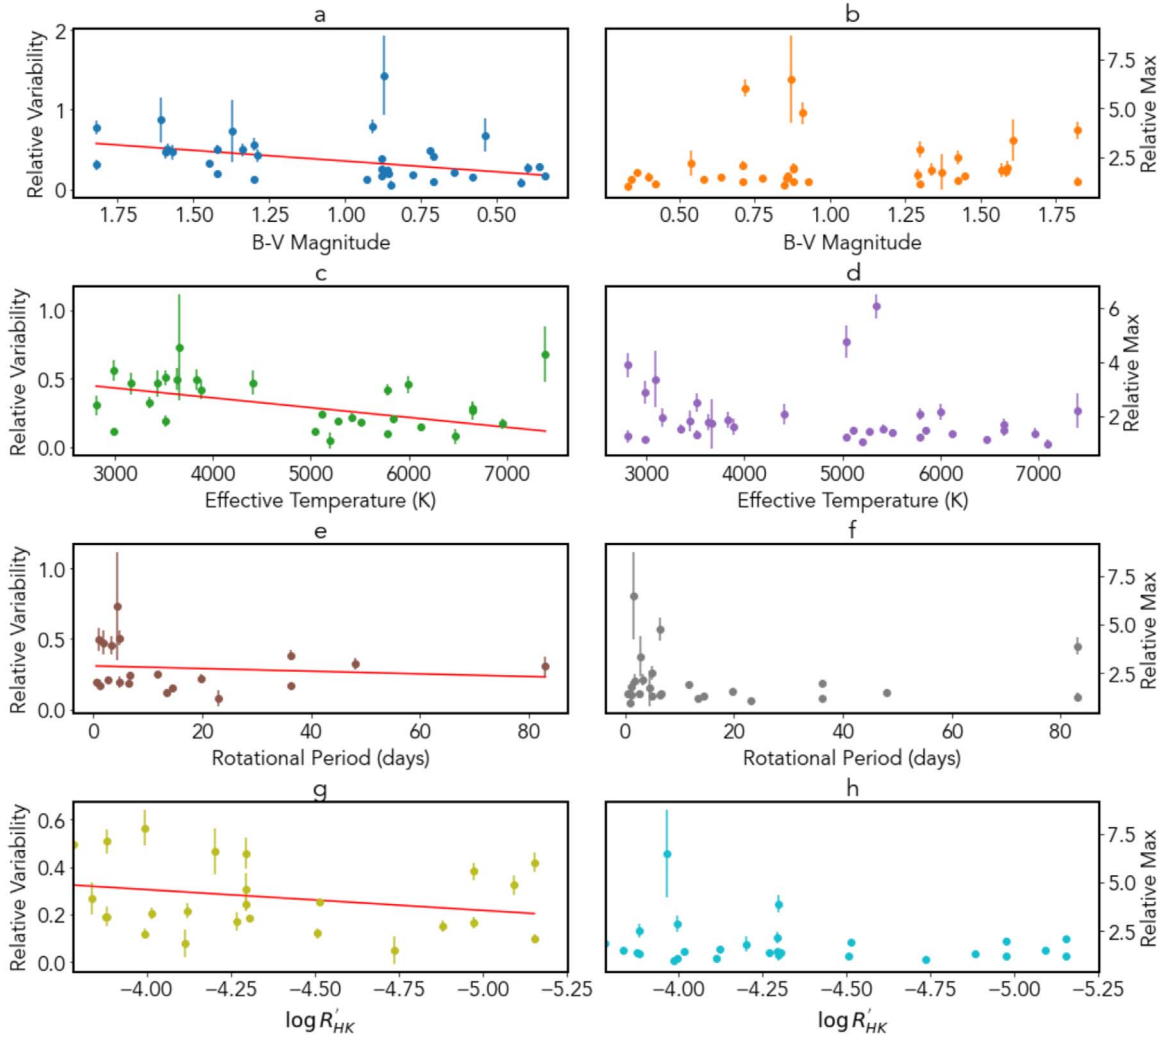 a
b
2
1
0
Relative Variability
1.75 1.50 1.25 1.00 0.75 0.50
B-V Magnitude
7.5
5.0
2.5
Relative Max
0.50 0.75 1.00 1.25 1.50 1.75
B-V Magnitude
c
d
1.0
0.5
0.0
Relative Variability
3000 4000 5000 6000 7000
Effective Temperature (K)
6
4
2
Relative Max
3000 4000 5000 6000 7000
Effective Temperature (K)
e
f
1.0
0.5
0.0
Relative Variability
0 20 40 60 80
Rotational Period (days)
7.5
5.0
2.5
Relative Max
0 20 40 60 80
Rotational Period (days)
g
h
0.6
0.4
0.2
0.0
Relative Variability
−4.00 −4.25 −4.50 −4.75 −5.00 −5.25
log R′HK
7.5
5.0
2.5
Relative Max
−4.00 −4.25 −4.50 −4.75 −5.00 −5.25
log R′HK